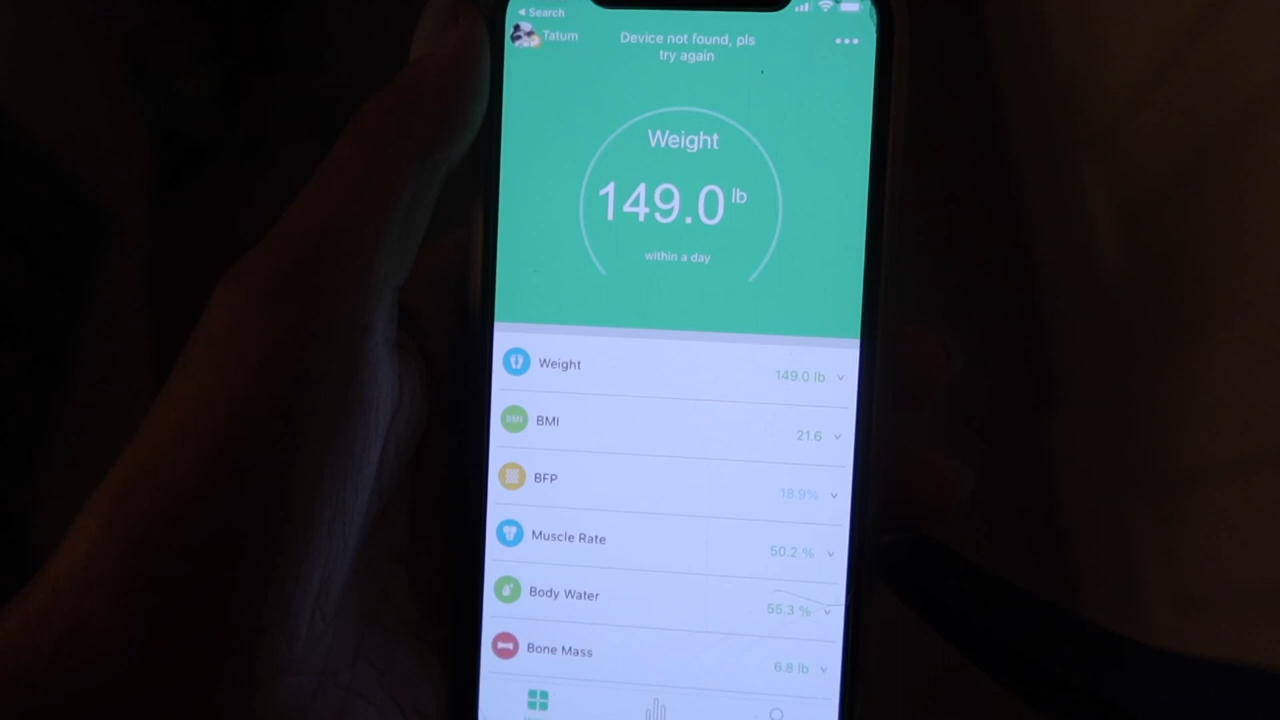 ◀ Search
Tatum
Device not found, pls
try again
Weight
149.0 lb
within a day
Weight 149.0 lb
BMI BMI 21.6
BFP 18.9%
Muscle Rate 50.2 %
Body Water 55.3 %
Bone Mass 6.8 lb